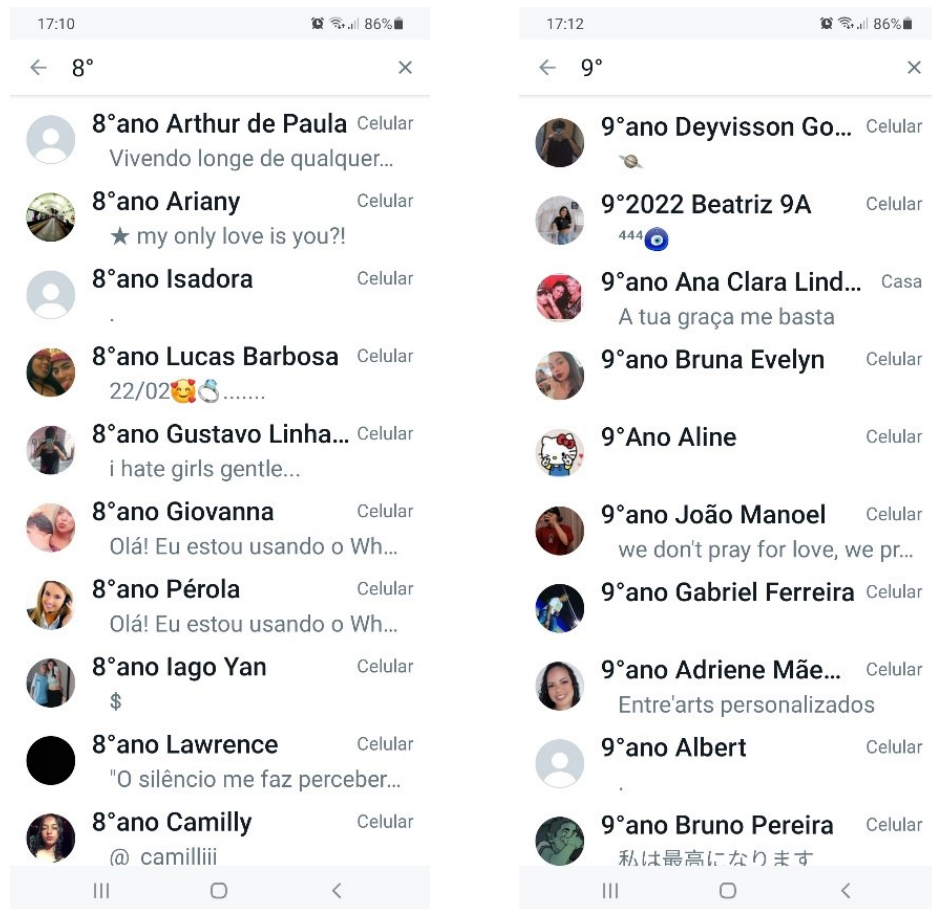 17:10
86%
8°
8°ano Arthur de Paula Celular
Vivendo longe de qualquer...
8°ano Ariany Celular
★ my only love is you?!
8°ano Isadora Celular
.
8°ano Lucas Barbosa Celular
22/02🥰💍.......
8°ano Gustavo Linha... Celular
i hate girls gentle...
8°ano Giovanna Celular
Olá! Eu estou usando o Wh...
8°ano Pérola Celular
Olá! Eu estou usando o Wh...
8°ano Iago Yan Celular
$
8°ano Lawrence Celular
"O silêncio me faz perceber...
8°ano Camilly Celular
@_camilliii
17:12
86%
9°
9°ano Deyvisson Go... Celular
🪐
9°2022 Beatriz 9A Celular
⁴⁴⁴🧿
9°ano Ana Clara Lind... Casa
A tua graça me basta
9°ano Bruna Evelyn Celular
9°Ano Aline Celular
9°ano João Manoel Celular
we don't pray for love, we pr...
9°ano Gabriel Ferreira Celular
9°ano Adriene Mãe... Celular
Entre'arts personalizados
9°ano Albert Celular
.
9°ano Bruno Pereira Celular
私は最高になります